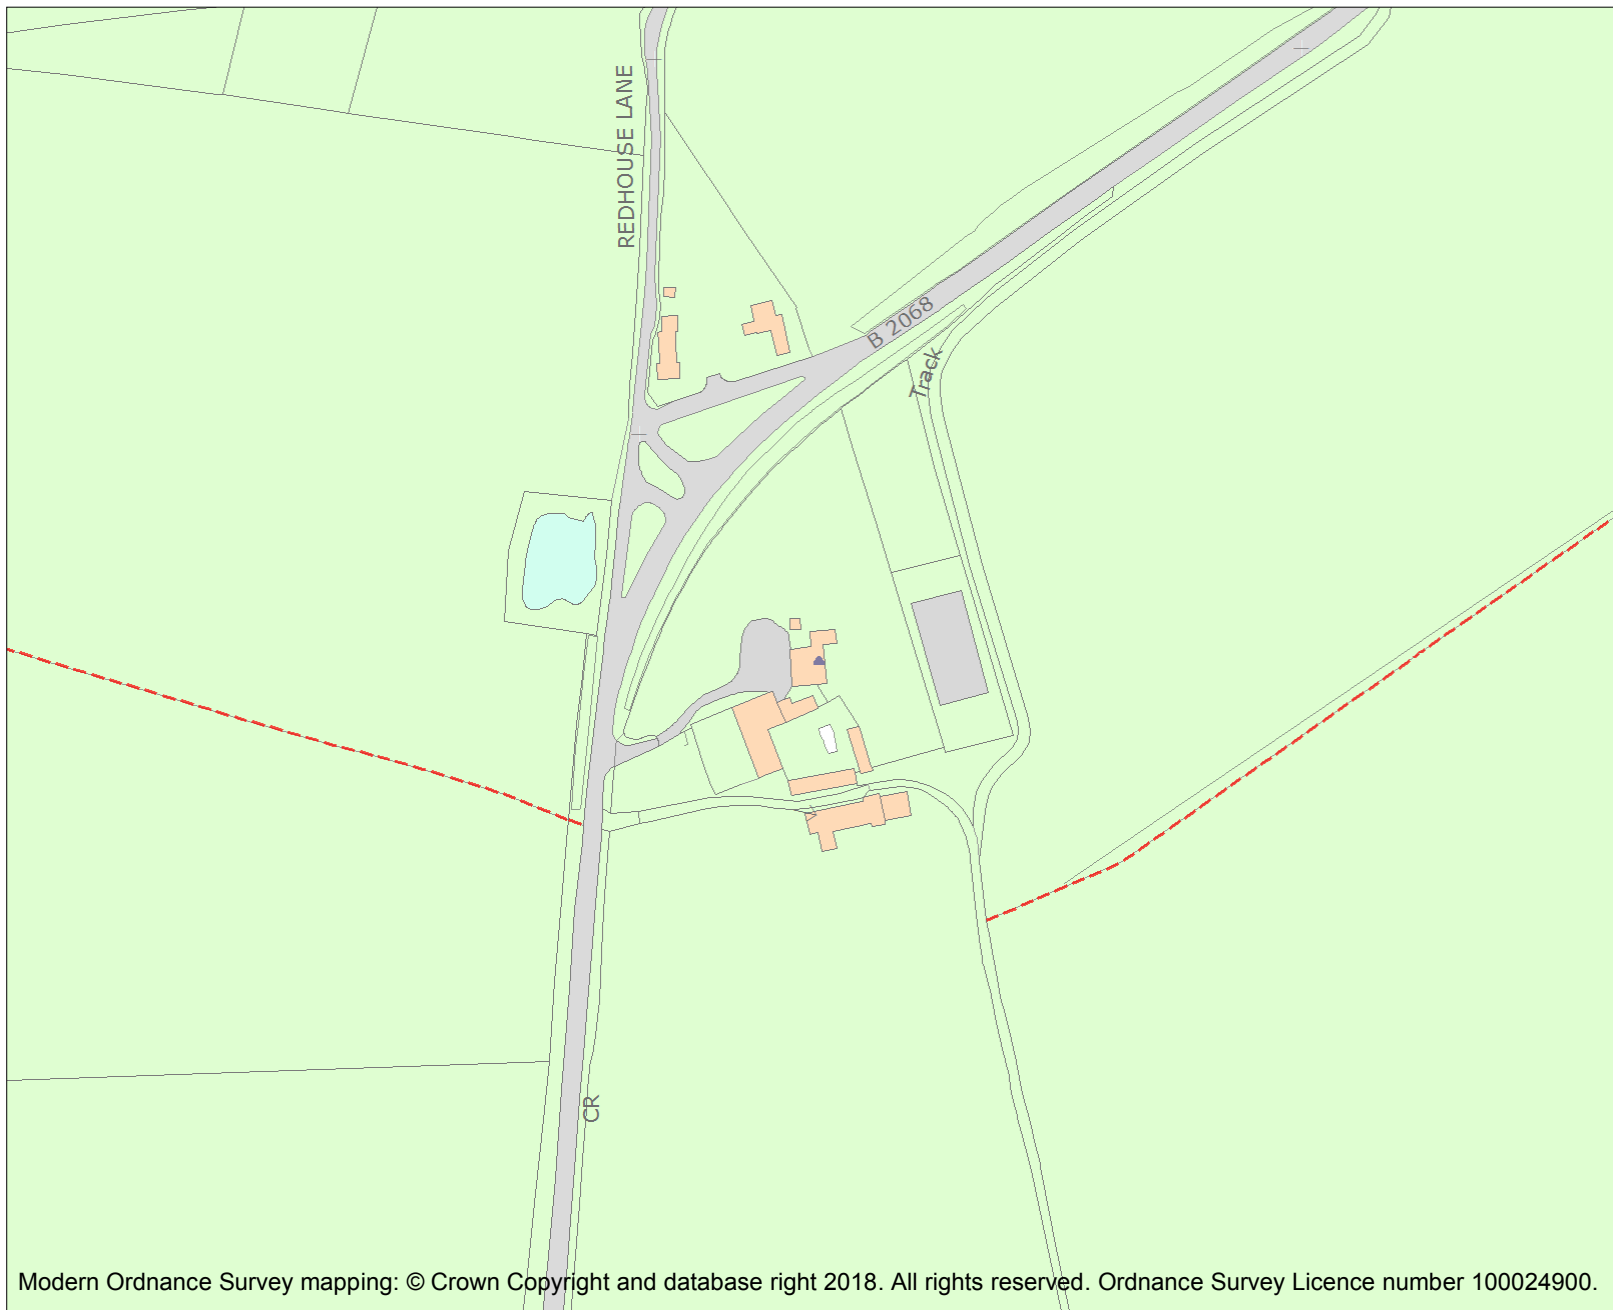 REDHOUSE LANE
B 2068
Track
CR
Modern Ordnance Survey mapping: © Crown Copyright and database right 2018. All rights reserved. Ordnance Survey Licence number 100024900.